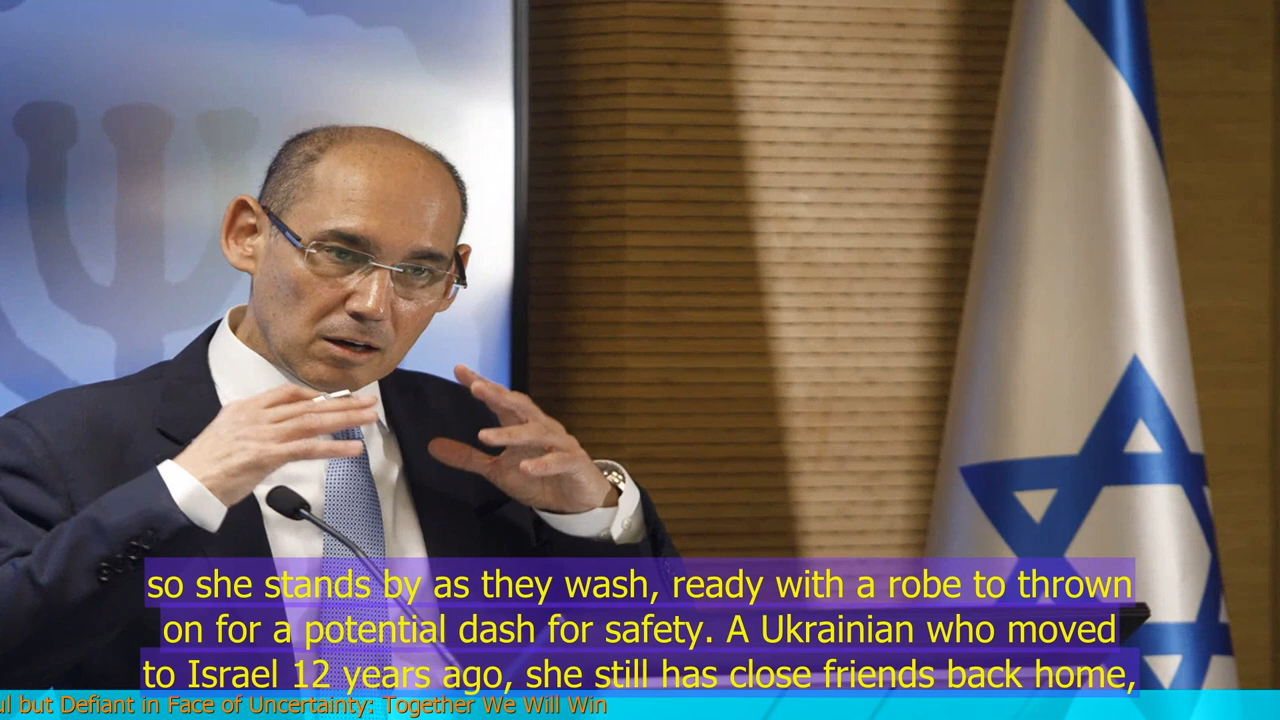 so she stands by as they wash, ready with a robe to thrown
on for a potential dash for safety. A Ukrainian who moved
to Israel 12 years ago, she still has close friends back home,
but Defiant in Face of Uncertainty: Together We Will Win